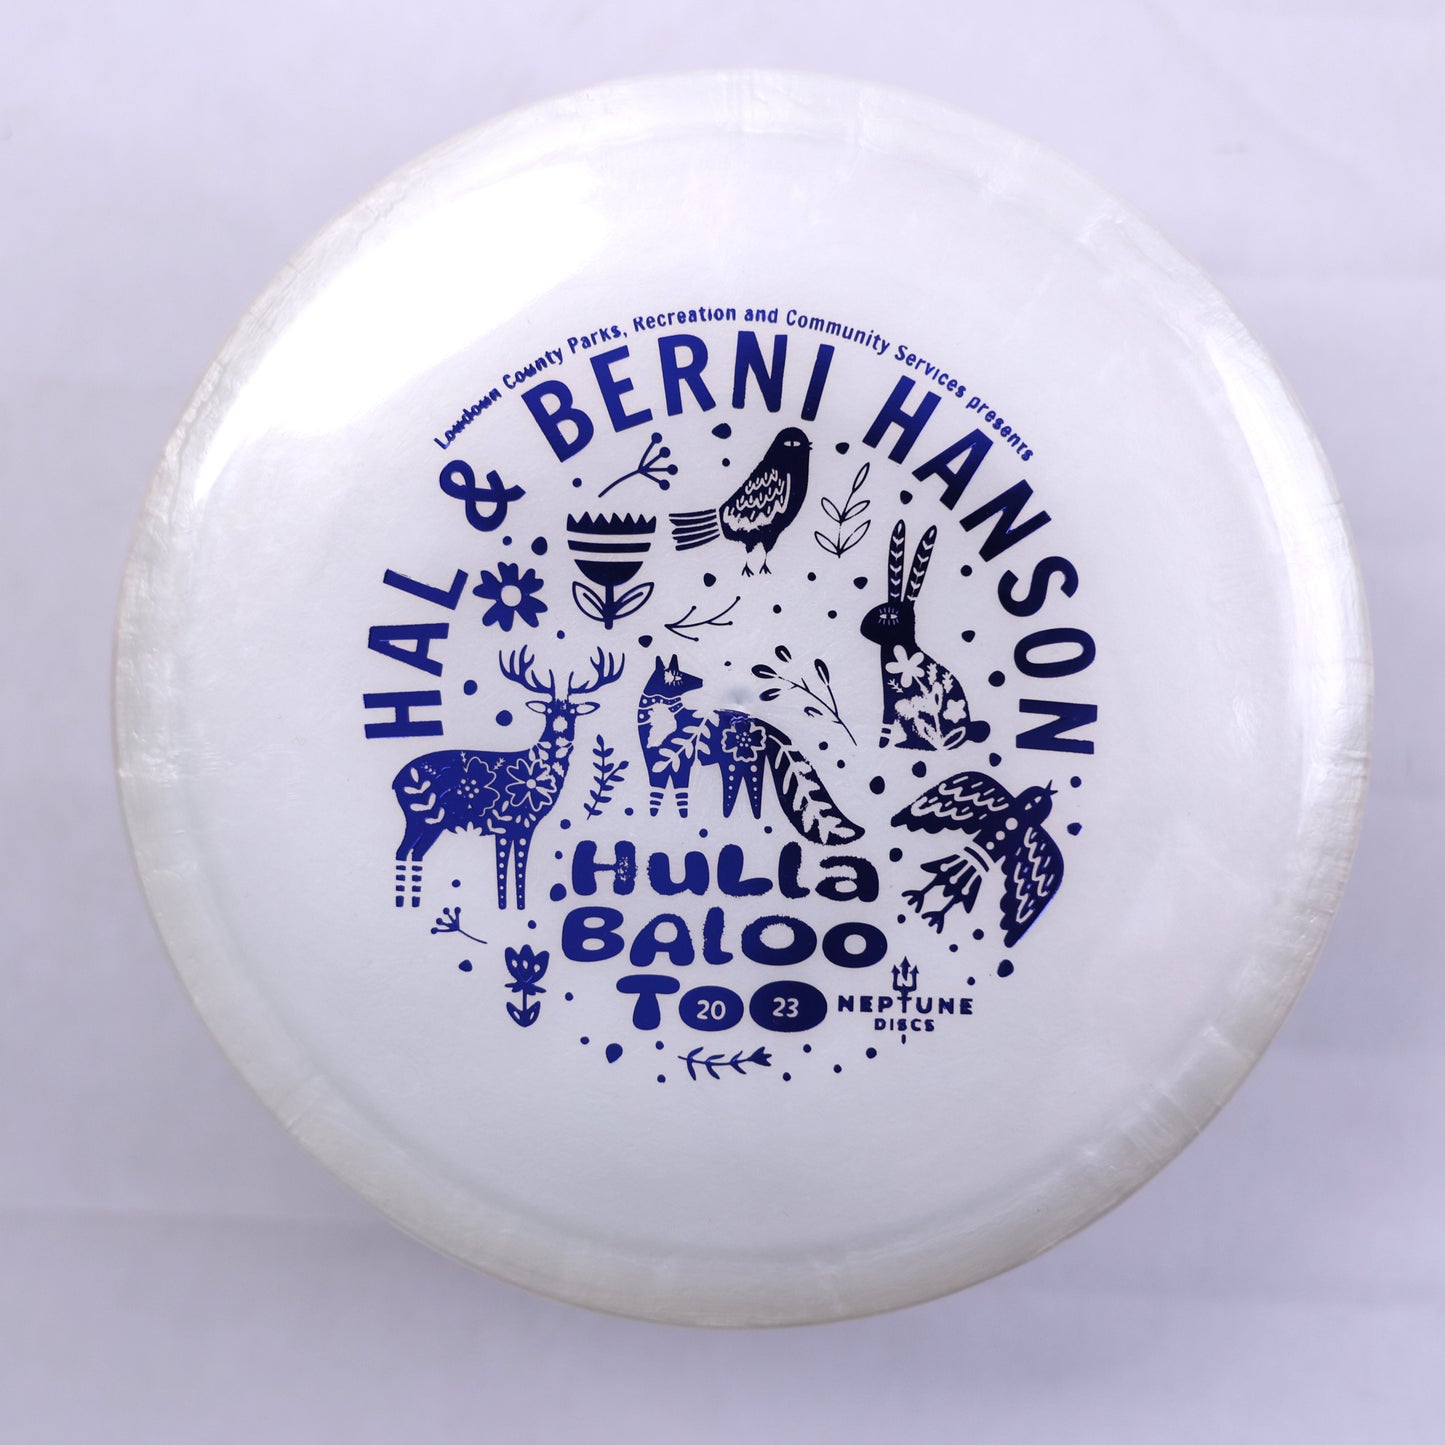 Loudoun County Parks, Recreation and Community Services presents
HAL & BERNI HANSON
HuLLa
BALOO
TOO
20 23
NEPTUNE
DISCS